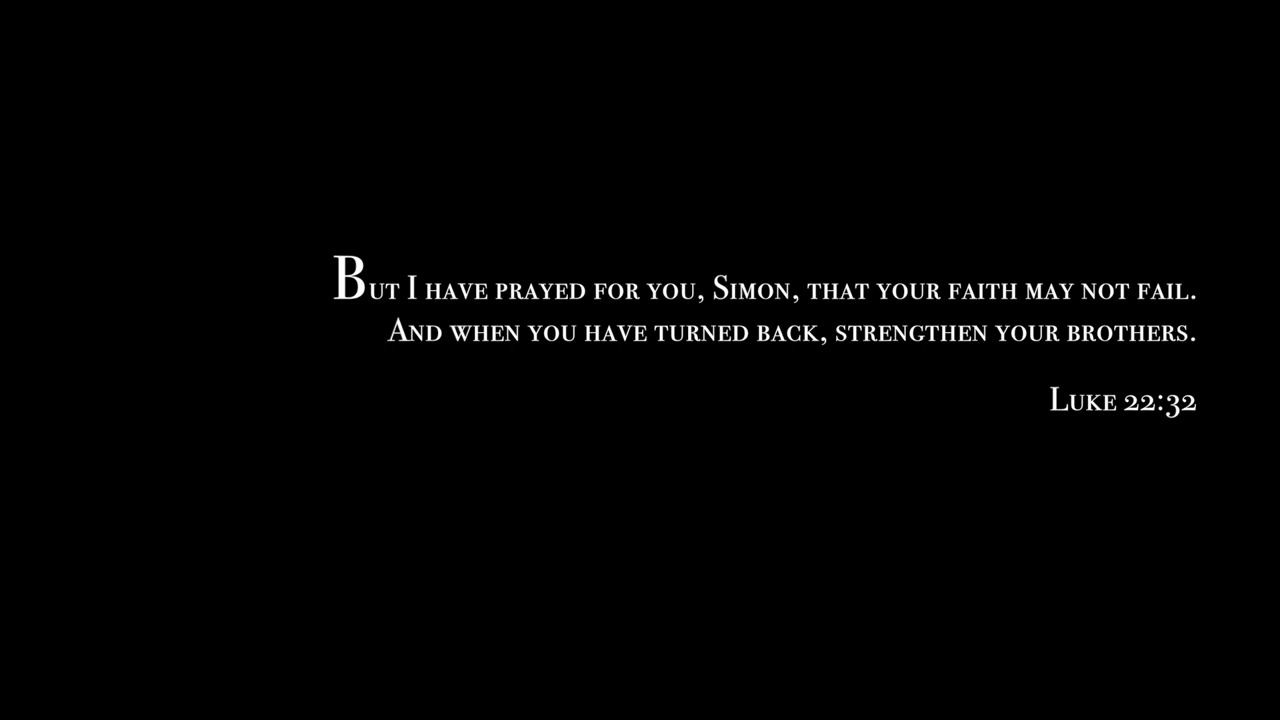 But I have prayed for you, Simon, that your faith may not fail.
And when you have turned back, strengthen your brothers.
Luke 22:32